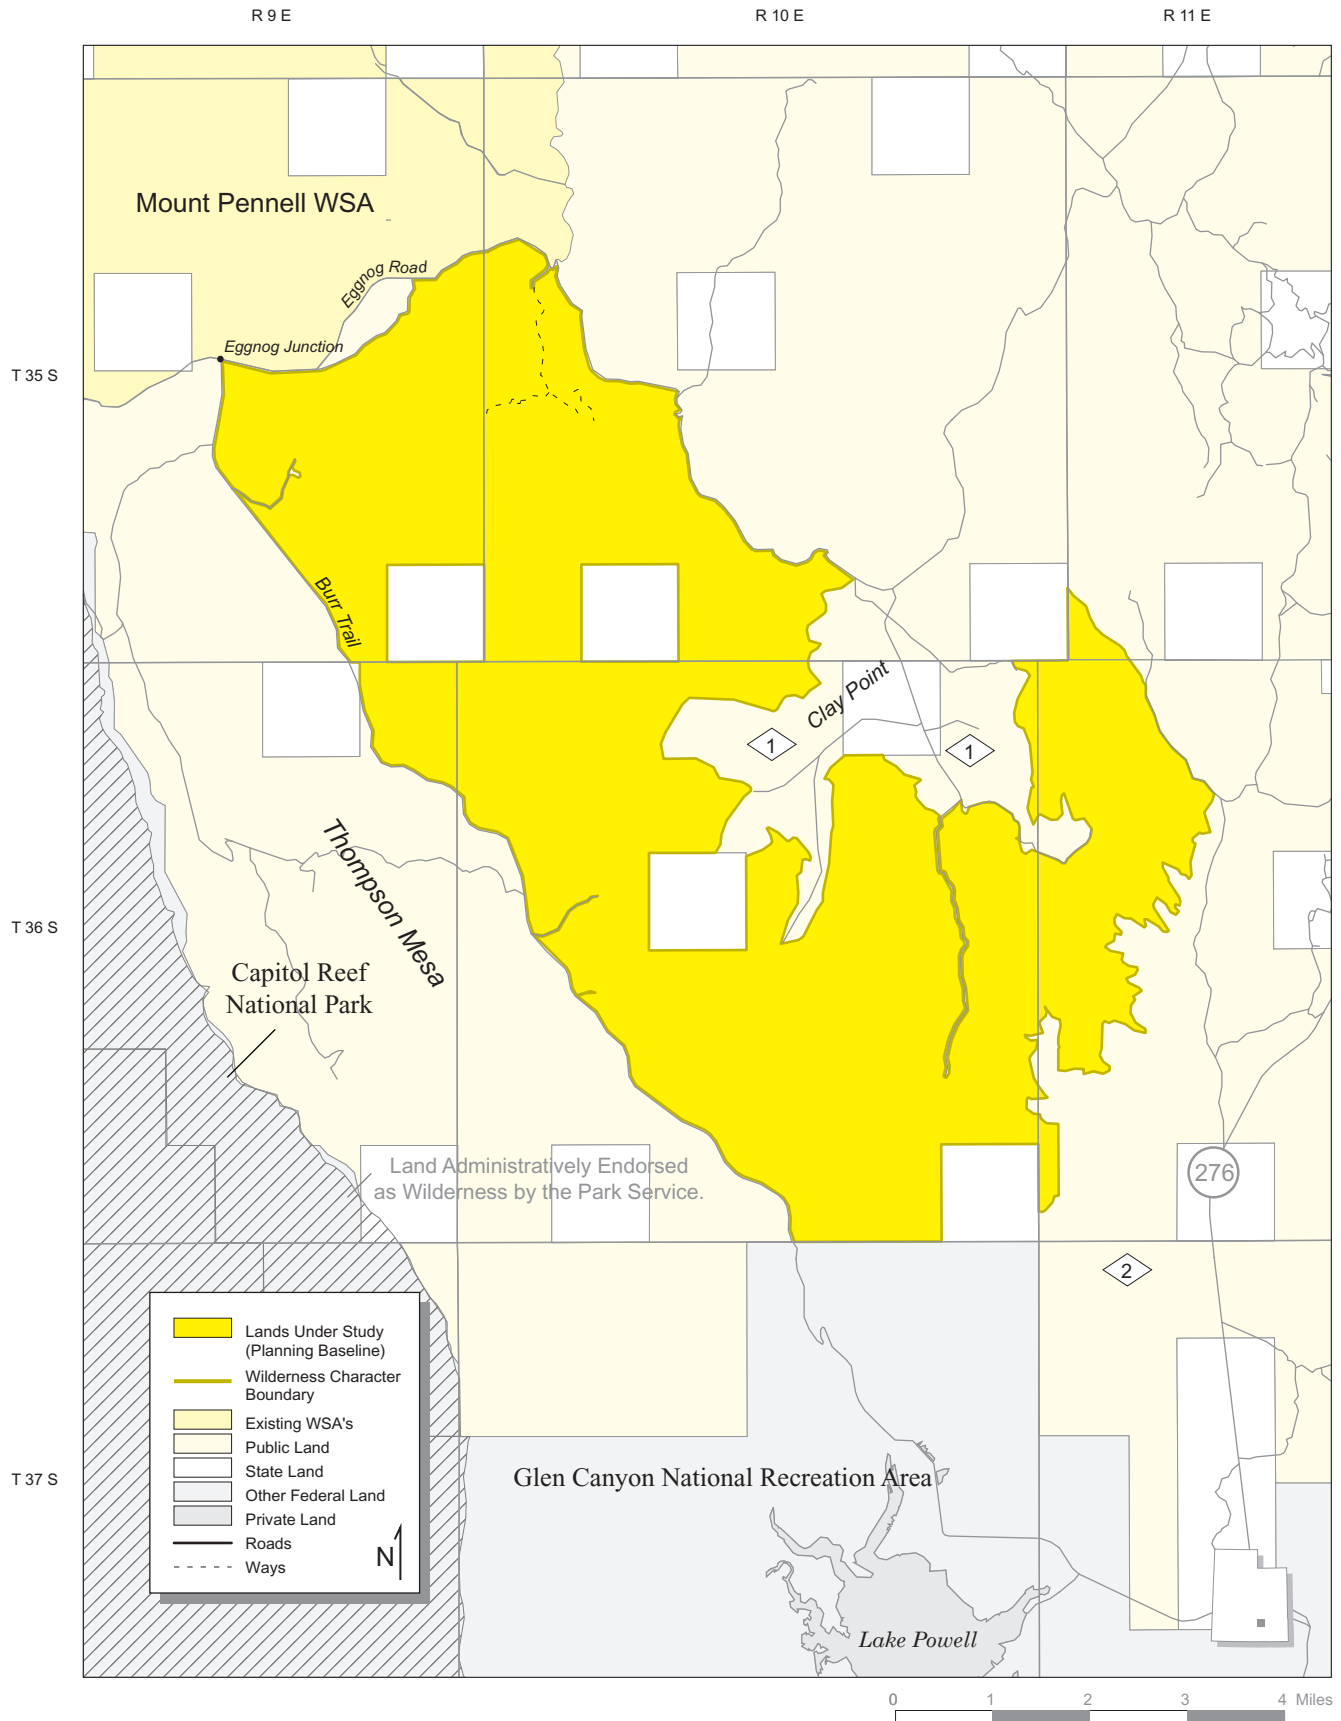 R 9 E
R 10 E
R 11 E
Mount Pennell WSA
Eggnog Road
Eggnog Junction
T 35 S
Burr Trail
Clay Point
1
1
Thompson Mesa
T 36 S
Capitol Reef
National Park
Land Administratively Endorsed
as Wilderness by the Park Service.
276
2
Lands Under Study
(Planning Baseline)
Wilderness Character
Boundary
Existing WSA's
Public Land
State Land
Other Federal Land
Private Land
Roads
Ways
N
T 37 S
Glen Canyon National Recreation Area
Lake Powell
0 1 2 3 4 Miles